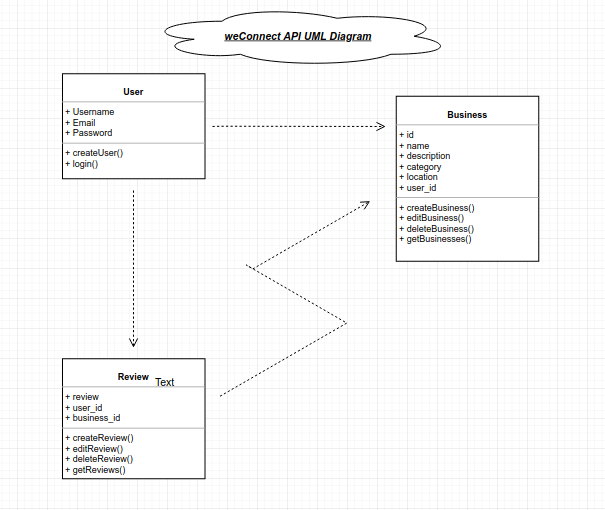 weConnect API UML Diagram
User
+ Username
+ Email
+ Password
+ createUser()
+ login()
Business
+ id
+ name
+ description
+ category
+ location
+ user_id
+ createBusiness()
+ editBusiness()
+ deleteBusiness()
+ getBusinesses()
Review
Text
+ review
+ user_id
+ business_id
+ createReview()
+ editReview()
+ deleteReview()
+ getReviews()